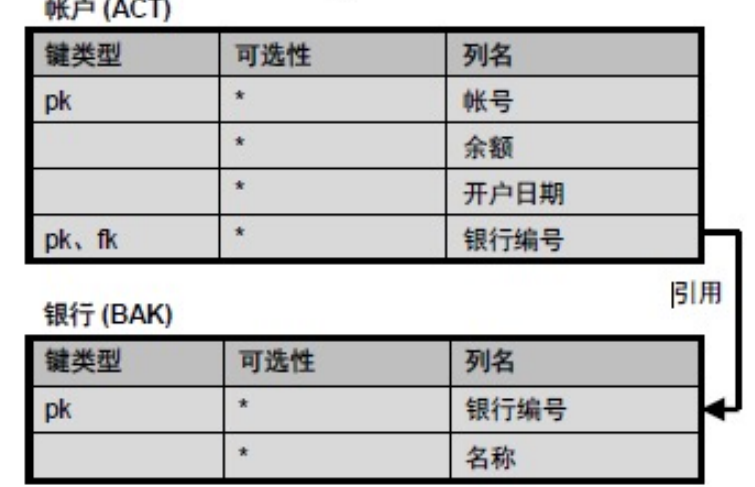 帐户 (ACT)
键类型 可选性 列名
pk * 帐号
* 余额
* 开户日期
pk、fk * 银行编号
引用
银行 (BAK)
键类型 可选性 列名
pk * 银行编号
* 名称